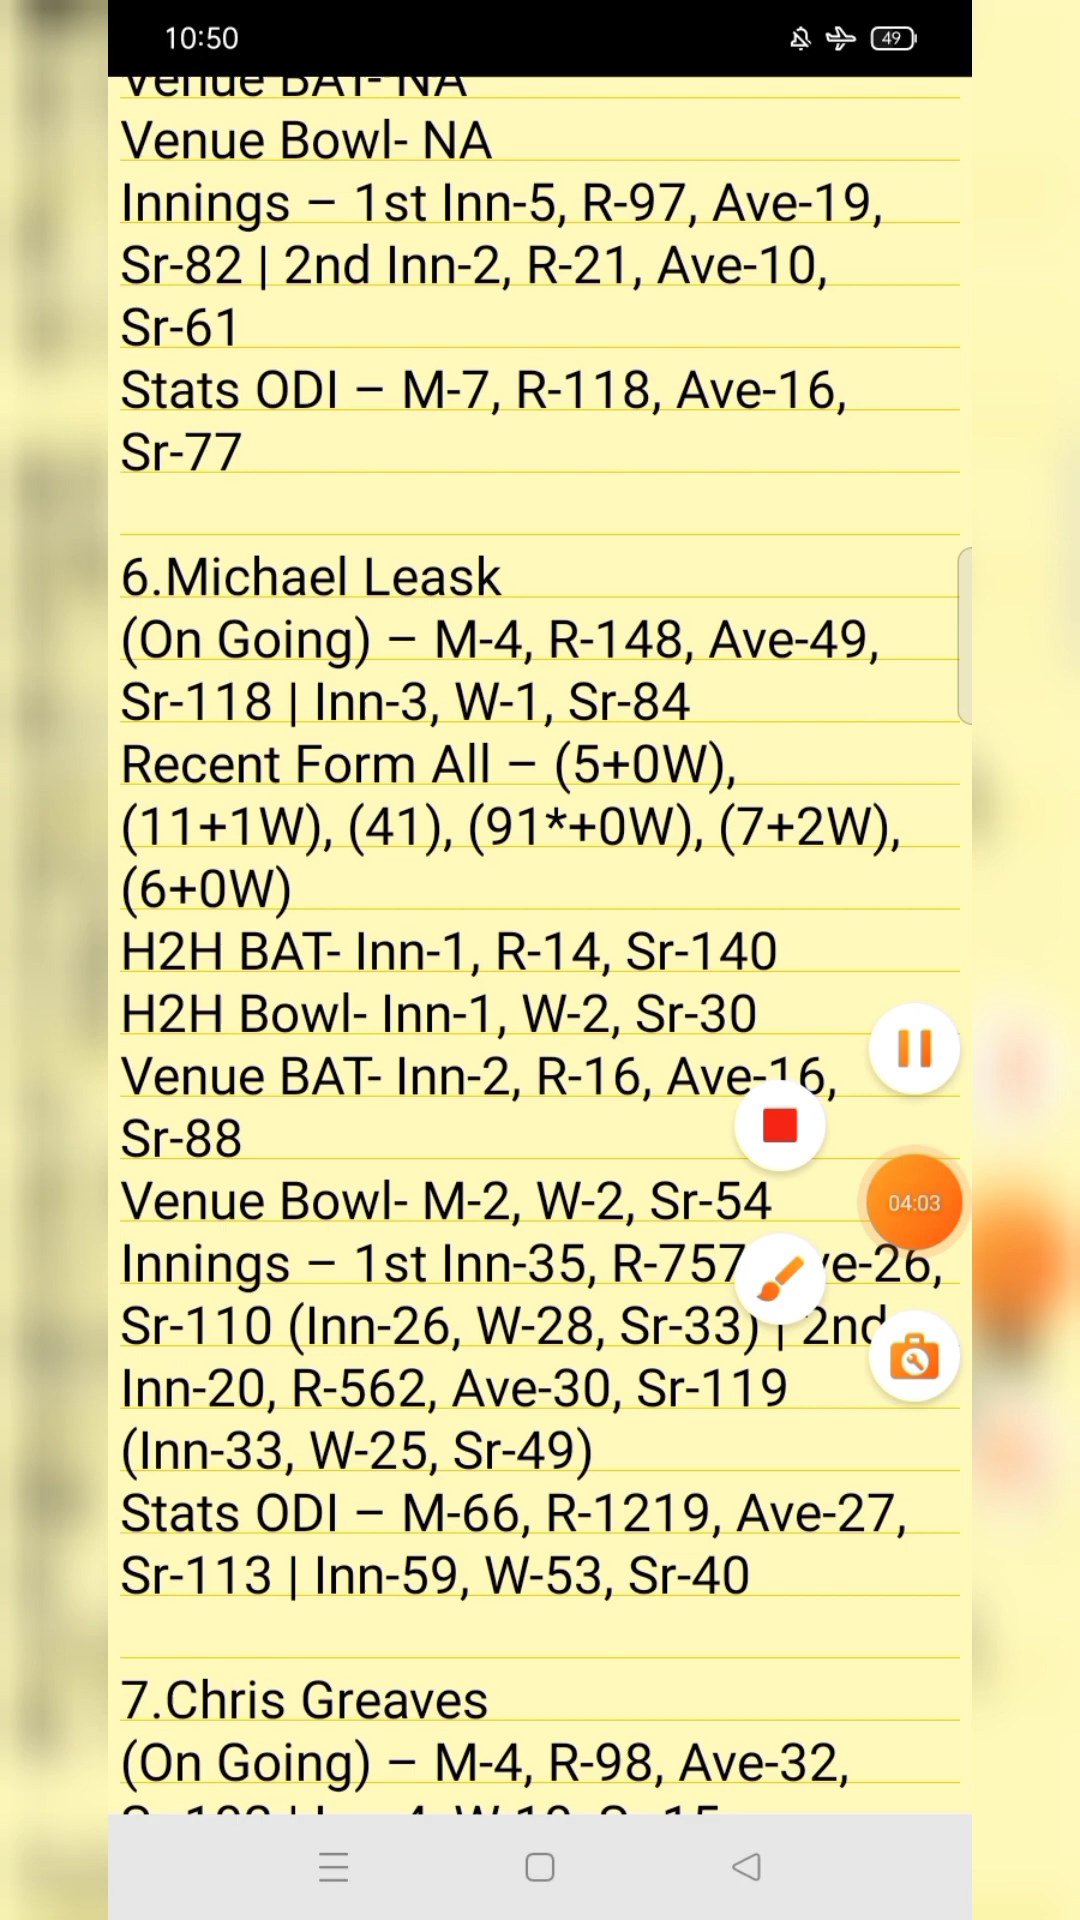 10:50
49
Venue BAT- NA
Venue Bowl- NA
Innings – 1st Inn-5, R-97, Ave-19,
Sr-82 | 2nd Inn-2, R-21, Ave-10,
Sr-61
Stats ODI – M-7, R-118, Ave-16,
Sr-77
6.Michael Leask
(On Going) – M-4, R-148, Ave-49,
Sr-118 | Inn-3, W-1, Sr-84
Recent Form All – (5+0W),
(11+1W), (41), (91*+0W), (7+2W),
(6+0W)
H2H BAT- Inn-1, R-14, Sr-140
H2H Bowl- Inn-1, W-2, Sr-30
Venue BAT- Inn-2, R-16, Ave-16,
Sr-88
Venue Bowl- M-2, W-2, Sr-54
04:03
Innings – 1st Inn-35, R-757 ve-26,
Sr-110 (Inn-26, W-28, Sr-33) | 2nd
Inn-20, R-562, Ave-30, Sr-119
(Inn-33, W-25, Sr-49)
Stats ODI – M-66, R-1219, Ave-27,
Sr-113 | Inn-59, W-53, Sr-40
7.Chris Greaves
(On Going) – M-4, R-98, Ave-32,